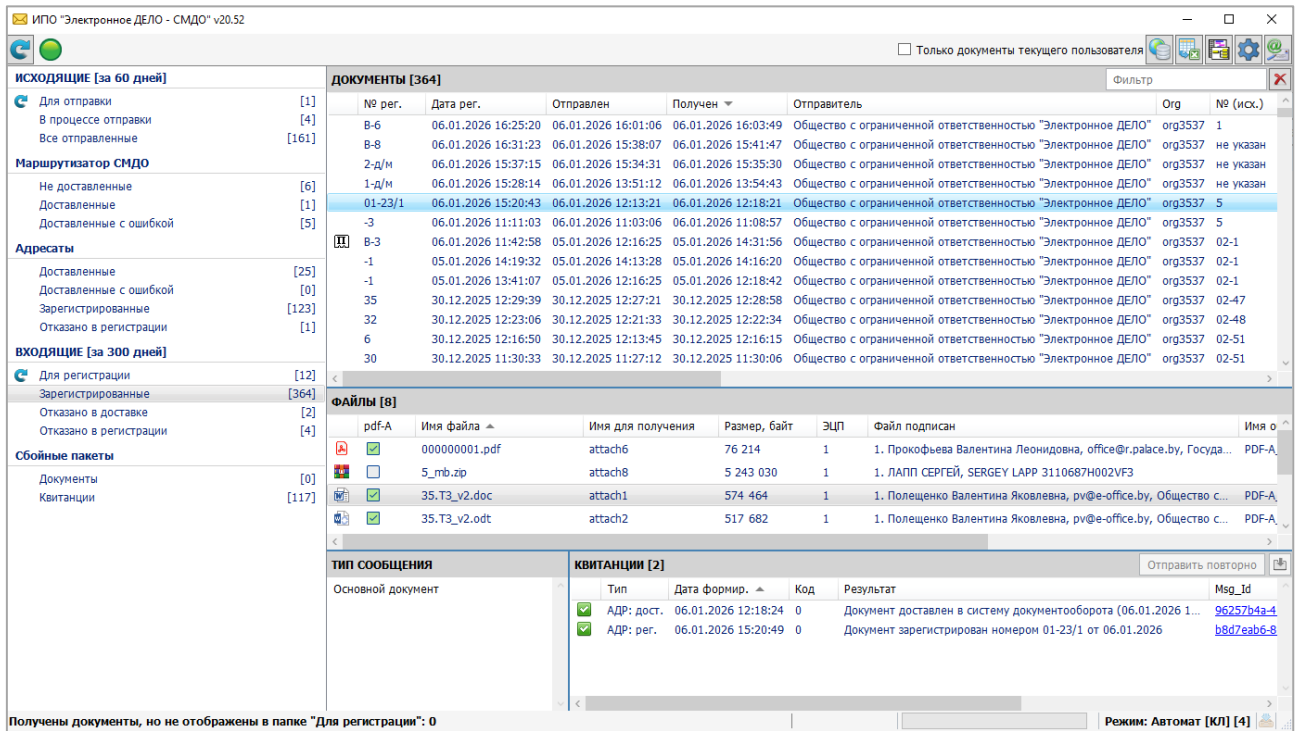 ИПО "Электронное ДЕЛО - СМДО" v20.52
Только документы текущего пользователя
ИСХОДЯЩИЕ [за 60 дней]
Для отправки [1]
В процессе отправки [4]
Все отправленные [161]
Маршрутизатор СМДО
Не доставленные [6]
Доставленные [1]
Доставленные с ошибкой [5]
Адресаты
Доставленные [25]
Доставленные с ошибкой [0]
Зарегистрированные [123]
Отказано в регистрации [1]
ВХОДЯЩИЕ [за 300 дней]
Для регистрации [12]
Зарегистрированные [364]
Отказано в доставке [2]
Отказано в регистрации [4]
Сбойные пакеты
Документы [0]
Квитанции [117]
ДОКУМЕНТЫ [364] Фильтр
№ рег. Дата рег. Отправлен Получен Отправитель Org № (исх.)
В-6 06.01.2026 16:25:20 06.01.2026 16:01:06 06.01.2026 16:03:49 Общество с ограниченной ответственностью "Электронное ДЕЛО" org3537 1
В-8 06.01.2026 16:31:23 06.01.2026 15:38:07 06.01.2026 15:41:47 Общество с ограниченной ответственностью "Электронное ДЕЛО" org3537 не указан
2-д/м 06.01.2026 15:37:15 06.01.2026 15:34:31 06.01.2026 15:35:30 Общество с ограниченной ответственностью "Электронное ДЕЛО" org3537 не указан
1-д/м 06.01.2026 15:28:14 06.01.2026 13:51:12 06.01.2026 13:54:43 Общество с ограниченной ответственностью "Электронное ДЕЛО" org3537 не указан
01-23/1 06.01.2026 15:20:43 06.01.2026 12:13:21 06.01.2026 12:18:21 Общество с ограниченной ответственностью "Электронное ДЕЛО" org3537 5
-3 06.01.2026 11:11:03 06.01.2026 11:03:06 06.01.2026 11:08:57 Общество с ограниченной ответственностью "Электронное ДЕЛО" org3537 5
П В-3 06.01.2026 11:42:58 05.01.2026 12:16:25 05.01.2026 14:31:56 Общество с ограниченной ответственностью "Электронное ДЕЛО" org3537 02-1
-1 05.01.2026 14:19:32 05.01.2026 14:13:28 05.01.2026 14:16:20 Общество с ограниченной ответственностью "Электронное ДЕЛО" org3537 02-1
-1 05.01.2026 13:41:07 05.01.2026 12:16:25 05.01.2026 12:18:42 Общество с ограниченной ответственностью "Электронное ДЕЛО" org3537 02-1
35 30.12.2025 12:29:39 30.12.2025 12:27:21 30.12.2025 12:28:58 Общество с ограниченной ответственностью "Электронное ДЕЛО" org3537 02-47
32 30.12.2025 12:23:06 30.12.2025 12:21:33 30.12.2025 12:22:34 Общество с ограниченной ответственностью "Электронное ДЕЛО" org3537 02-48
6 30.12.2025 12:16:50 30.12.2025 12:13:45 30.12.2025 12:16:15 Общество с ограниченной ответственностью "Электронное ДЕЛО" org3537 02-51
30 30.12.2025 11:30:33 30.12.2025 11:27:12 30.12.2025 11:30:06 Общество с ограниченной ответственностью "Электронное ДЕЛО" org3537 02-51
ФАЙЛЫ [8]
pdf-A Имя файла Имя для получения Размер, байт ЭЦП Файл подписан Имя о
000000001.pdf attach6 76 214 1 1. Прокофьева Валентина Леонидовна, office@r.palace.by, Госуда... PDF-A_
5_mb.zip attach8 5 243 030 1 1. ЛАПП СЕРГЕЙ, SERGEY LAPP 3110687H002VF3
35.ТЗ_v2.doc attach1 574 464 1 1. Полещенко Валентина Яковлевна, pv@e-office.by, Общество с... PDF-A_
35.ТЗ_v2.odt attach2 517 682 1 1. Полещенко Валентина Яковлевна, pv@e-office.by, Общество с... PDF-A_
ТИП СООБЩЕНИЯ
Основной документ
КВИТАНЦИИ [2] Отправить повторно
Тип Дата формир. Код Результат Msg_Id
АДР: дост. 06.01.2026 12:18:24 0 Документ доставлен в систему документооборота (06.01.2026 1... 96257b4a-4
АДР: рег. 06.01.2026 15:20:49 0 Документ зарегистрирован номером 01-23/1 от 06.01.2026 b8d7eab6-8
Получены документы, но не отображены в папке "Для регистрации": 0
Режим: Автомат [КЛ] [4]